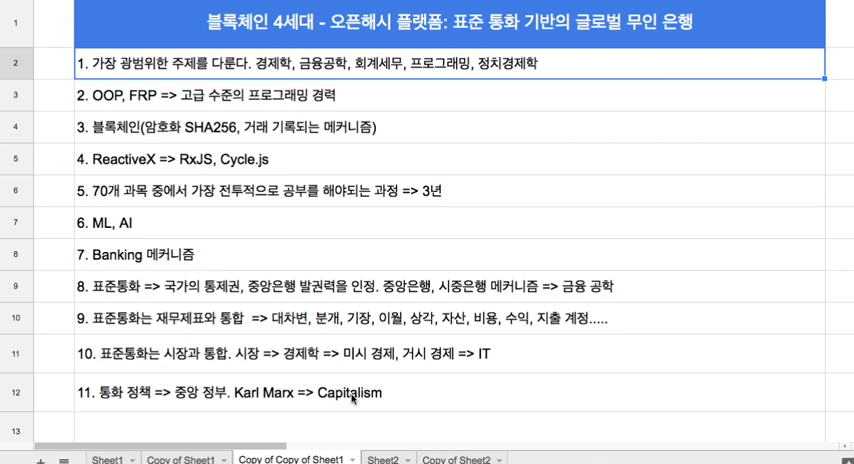 1
블록체인 4세대 - 오픈해시 플랫폼: 표준 통화 기반의 글로벌 무인 은행
2
1. 가장 광범위한 주제를 다룬다. 경제학, 금융공학, 회계세무, 프로그래밍, 정치경제학
3
2. OOP, FRP => 고급 수준의 프로그래밍 경력
4
3. 블록체인(암호화 SHA256, 거래 기록되는 메커니즘)
5
4. ReactiveX => RxJS, Cycle.js
6
5. 70개 과목 중에서 가장 전투적으로 공부를 해야되는 과정 => 3년
7
6. ML, AI
8
7. Banking 메커니즘
9
8. 표준통화 => 국가의 통제권, 중앙은행 발권력을 인정. 중앙은행, 시중은행 메커니즘 => 금융 공학
10
9. 표준통화는 재무제표와 통합 => 대차변, 분개, 기장, 이월, 상각, 자산, 비용, 수익, 지출 계정.....
11
10. 표준통화는 시장과 통합. 시장 => 경제학 => 미시 경제, 거시 경제 => IT
12
11. 통화 정책 => 중앙 정부. Karl Marx => Capitalism
13
Sheet1 Copy of Sheet1 Copy of Copy of Sheet1 Sheet2 Copy of Sheet2